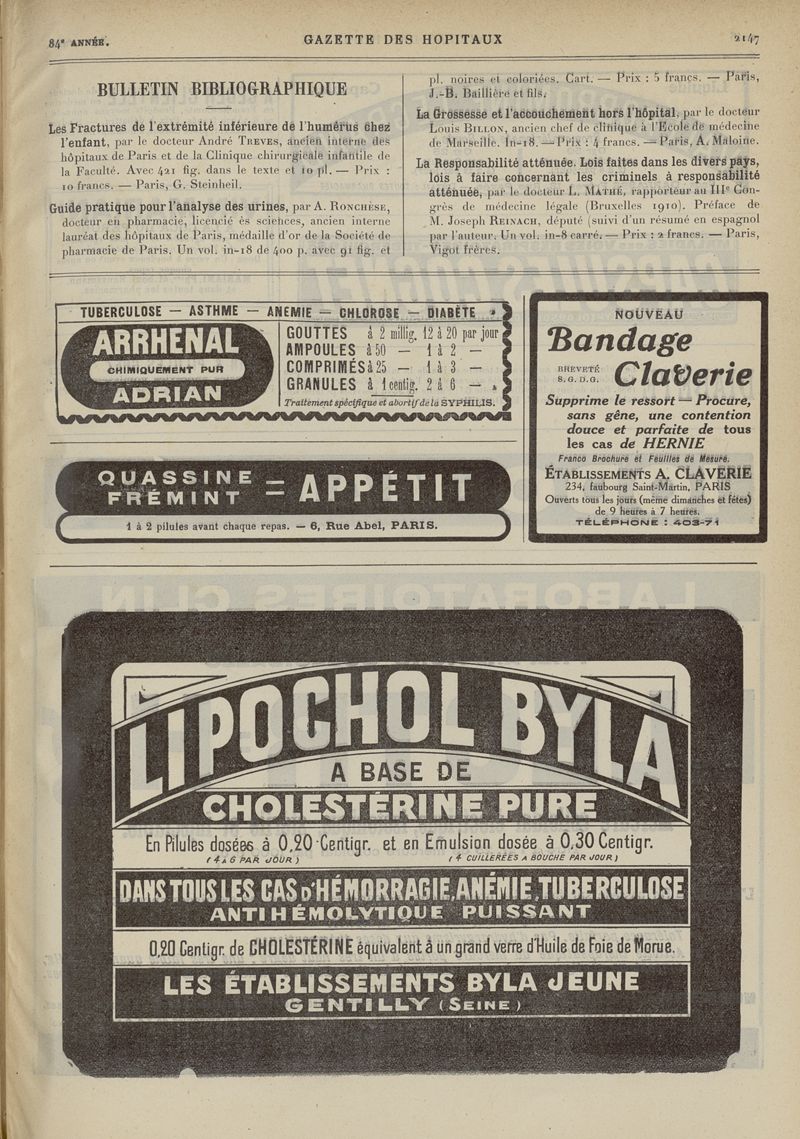 84e ANNÉE.
GAZETTE DES HOPITAUX
2147
BULLETIN BIBLIOGRAPHIQUE
Les Fractures de l'extrémité inférieure de l'humérus chez
l'enfant, par le docteur André TREVES, ancien interne des
hôpitaux de Paris et de la Clinique chirurgicale infantile de
la Faculté. Avec 421 fig. dans le texte et 10 pl. — Prix :
10 francs. — Paris, G. Steinheil.
Guide pratique pour l'analyse des urines, par A. RONCHÈSE,
docteur en pharmacie, licencié ès sciences, ancien interne
lauréat des hôpitaux de Paris, médaille d'or de la Société de
pharmacie de Paris. Un vol. in-18 de 400 p. avec 91 fig. et
pl. noires et coloriées. Cart. — Prix : 5 francs. — Paris,
J.-B. Baillière et fils.
La Grossesse et l'accouchement hors l'hôpital, par le docteur
Louis BILLON, ancien chef de clinique à l'Ecole de médecine
de Marseille. In-18. — Prix : 4 francs. — Paris, A. Maloine.
La Responsabilité atténuée. Lois faites dans les divers pays,
lois à faire concernant les criminels à responsabilité
atténuée, par le docteur L. MATHÉ, rapporteur au IIIe Con-
grès de médecine légale (Bruxelles 1910). Préface de
M. Joseph REINACH, député (suivi d'un résumé en espagnol
par l'auteur. Un vol. in-8 carré. — Prix : 2 francs. — Paris,
Vigot frères.
TUBERCULOSE — ASTHME — ANEMIE — CHLOROSE — DIABÈTE
ARRHENAL
CHIMIQUEMENT PUR
ADRIAN
GOUTTES à 2 millig. 12 à 20 par jour
AMPOULES à 50 — 1 à 2 —
COMPRIMÉS à 25 — 1 à 3 —
GRANULES à 1 centig. 2 à 6 —
Traitement spécifique et abortif de la SYPHILIS.
QUASSINE
FRÉMINT
= APPÉTIT
1 à 2 pilules avant chaque repas. — 6, Rue Abel, PARIS.
NOUVEAU
Bandage
BREVETÉ
S.G.D.G.
Claverie
Supprime le ressort — Procure,
sans gêne, une contention
douce et parfaite de tous
les cas de HERNIE
Franco Brochure et Feuilles de Mesure.
ÉTABLISSEMENTS A. CLAVERIE
234, faubourg Saint-Martin, PARIS
Ouverts tous les jours (même dimanches et fêtes)
de 9 heures à 7 heures.
TÉLÉPHONE : 403-71
LIPOCHOL BYLA
A BASE DE
CHOLESTÉRINE PURE
En Pilules dosées à 0,20 Centigr. et en Emulsion dosée à 0,30 Centigr.
(4 à 6 PAR JOUR) (4 CUILLERÉES A BOUCHE PAR JOUR)
DANS TOUS LES CAS D'HÉMORRAGIE, ANÉMIE, TUBERCULOSE
ANTIHÉMOLYTIQUE PUISSANT
0,20 Centigr. de CHOLESTÉRINE équivalent à un grand verre d'Huile de Foie de Morue.
LES ÉTABLISSEMENTS BYLA JEUNE
GENTILLY (SEINE)